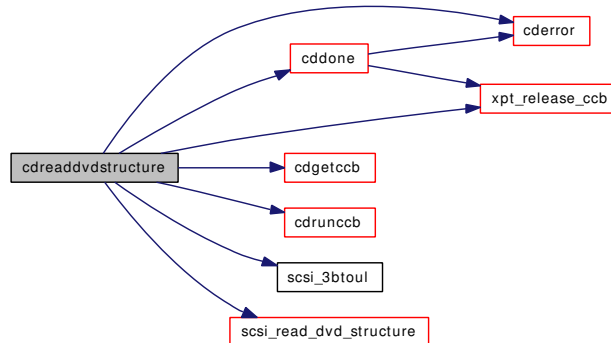 cderror
cddone
xpt_release_ccb
cdreaddvdstructure
cdgetccb
cdrunccb
scsi_3btoul
scsi_read_dvd_structure